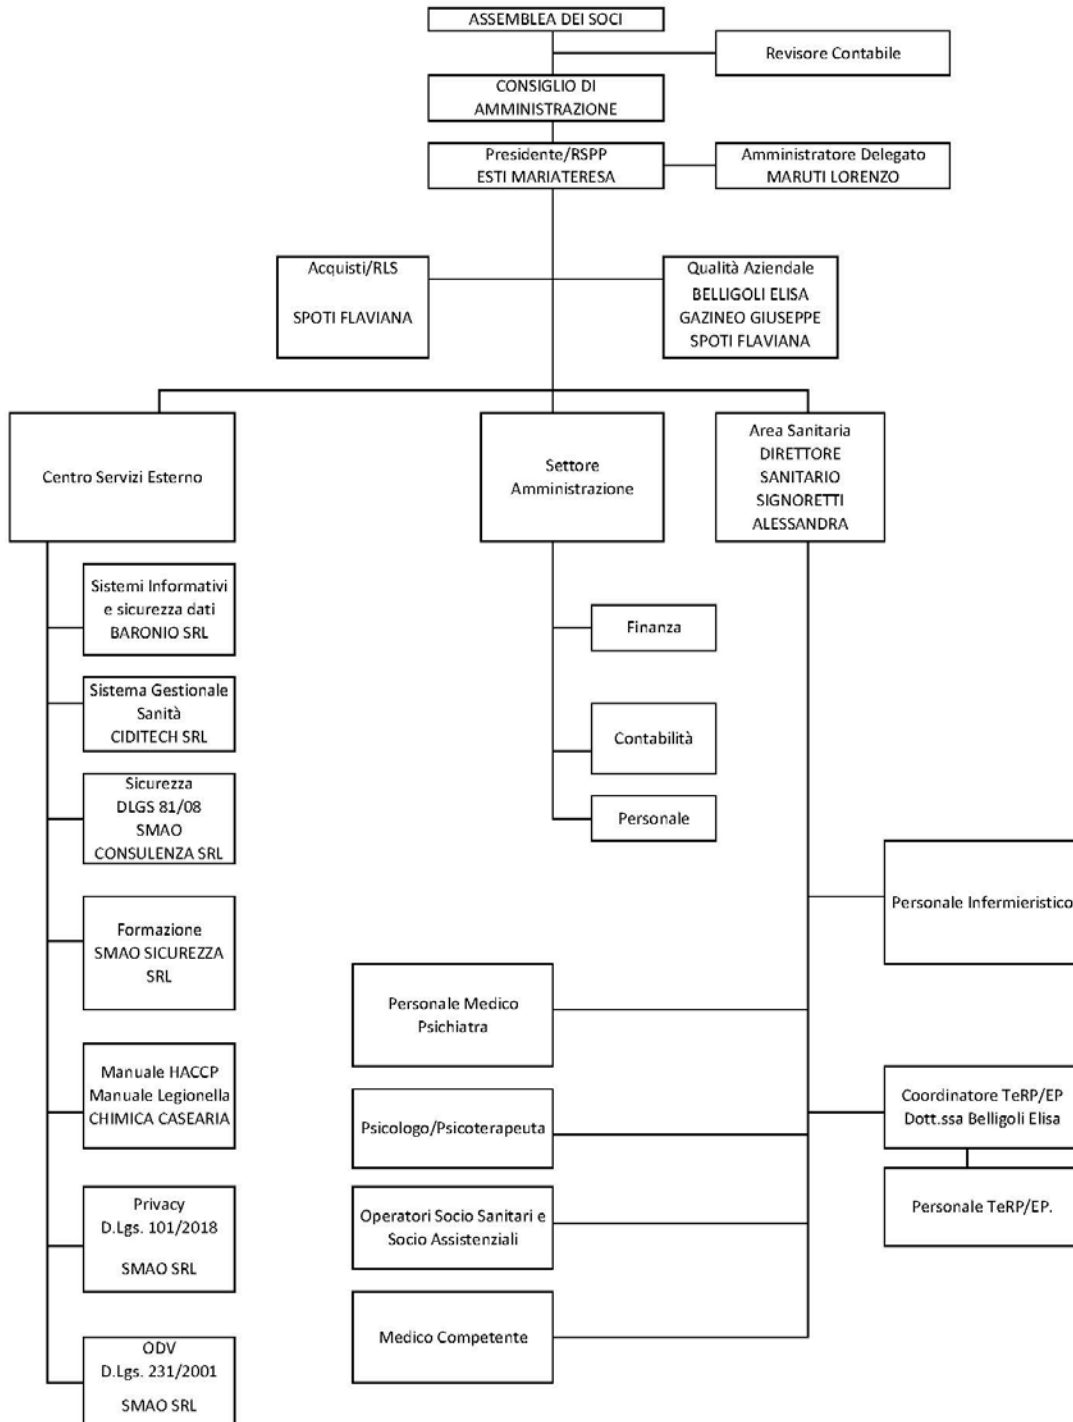 ASSEMBLEA DEI SOCI
Revisore Contabile
CONSIGLIO DI
AMMINISTRAZIONE
Presidente/RSPP
ESTI MARIATERESA
Amministratore Delegato
MARUTI LORENZO
Acquisti/RLS
SPOTI FLAVIANA
Qualità Aziendale
BELLIGOLI ELISA
GAZINEO GIUSEPPE
SPOTI FLAVIANA
Centro Servizi Esterno
Settore
Amministrazione
Area Sanitaria
DIRETTORE
SANITARIO
SIGNORETTI
ALESSANDRA
Sistemi Informativi
e sicurezza dati
BARONIO SRL
Sistema Gestionale
Sanità
CIDITECH SRL
Sicurezza
DLGS 81/08
SMAO
CONSULENZA SRL
Formazione
SMAO SICUREZZA
SRL
Manuale HACCP
Manuale Legionella
CHIMICA CASEARIA
Privacy
D.Lgs. 101/2018
SMAO SRL
ODV
D.Lgs. 231/2001
SMAO SRL
Finanza
Contabilità
Personale
Personale Infermieristico
Personale Medico
Psichiatra
Psicologo/Psicoterapeuta
Operatori Socio Sanitari e
Socio Assistenziali
Medico Competente
Coordinatore TeRP/EP
Dott.ssa Belligoli Elisa
Personale TeRP/EP.